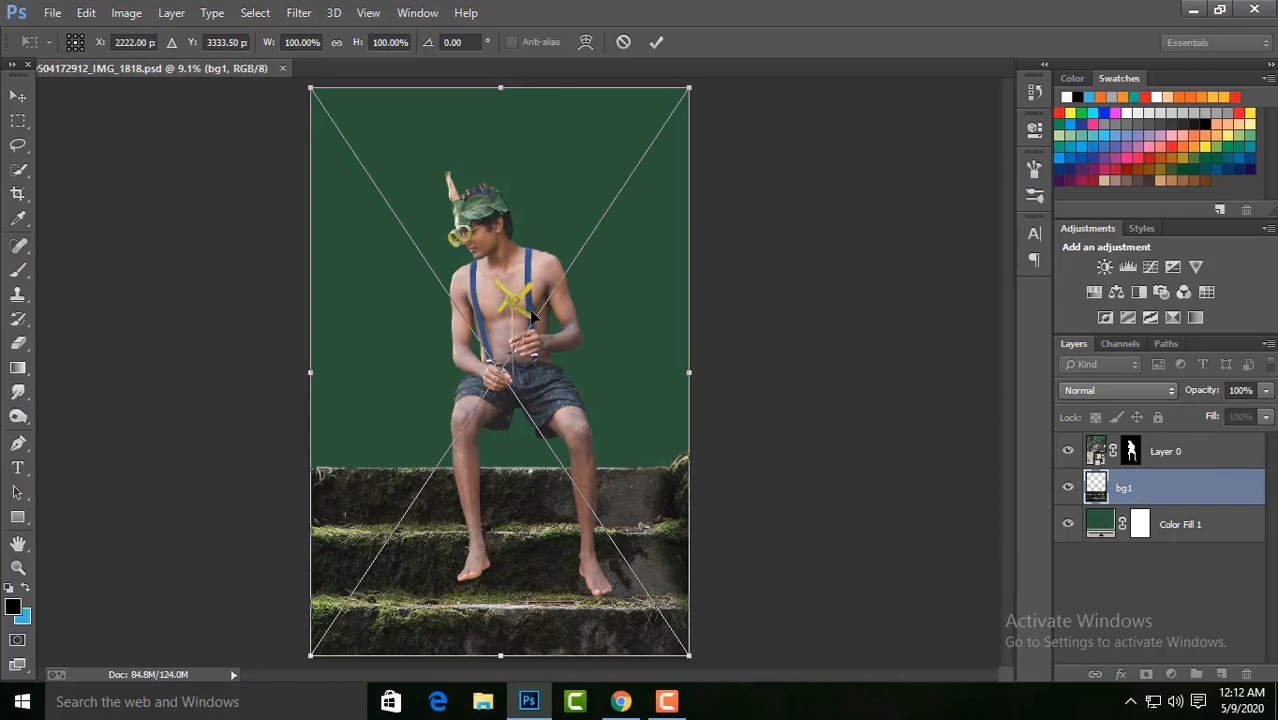 Ps File Edit Image Layer Type Select Filter 3D View Window Help
X: 2222.00 p Y: 3333.50 p W: 100.00% H: 100.00% 0.00 ° Anti-alias Essentials
504172912_IMG_1818.psd @ 9.1% (bg1, RGB/8) ×
Color Swatches
Adjustments Styles
Add an adjustment
Layers Channels Paths
Kind
Normal Opacity: 100%
Lock: Fill: 100%
Layer 0
bg1
Color Fill 1
Activate Windows
Go to Settings to activate Windows.
Doc: 84.8M/124.0M
Search the web and Windows
12:12 AM
5/9/2020